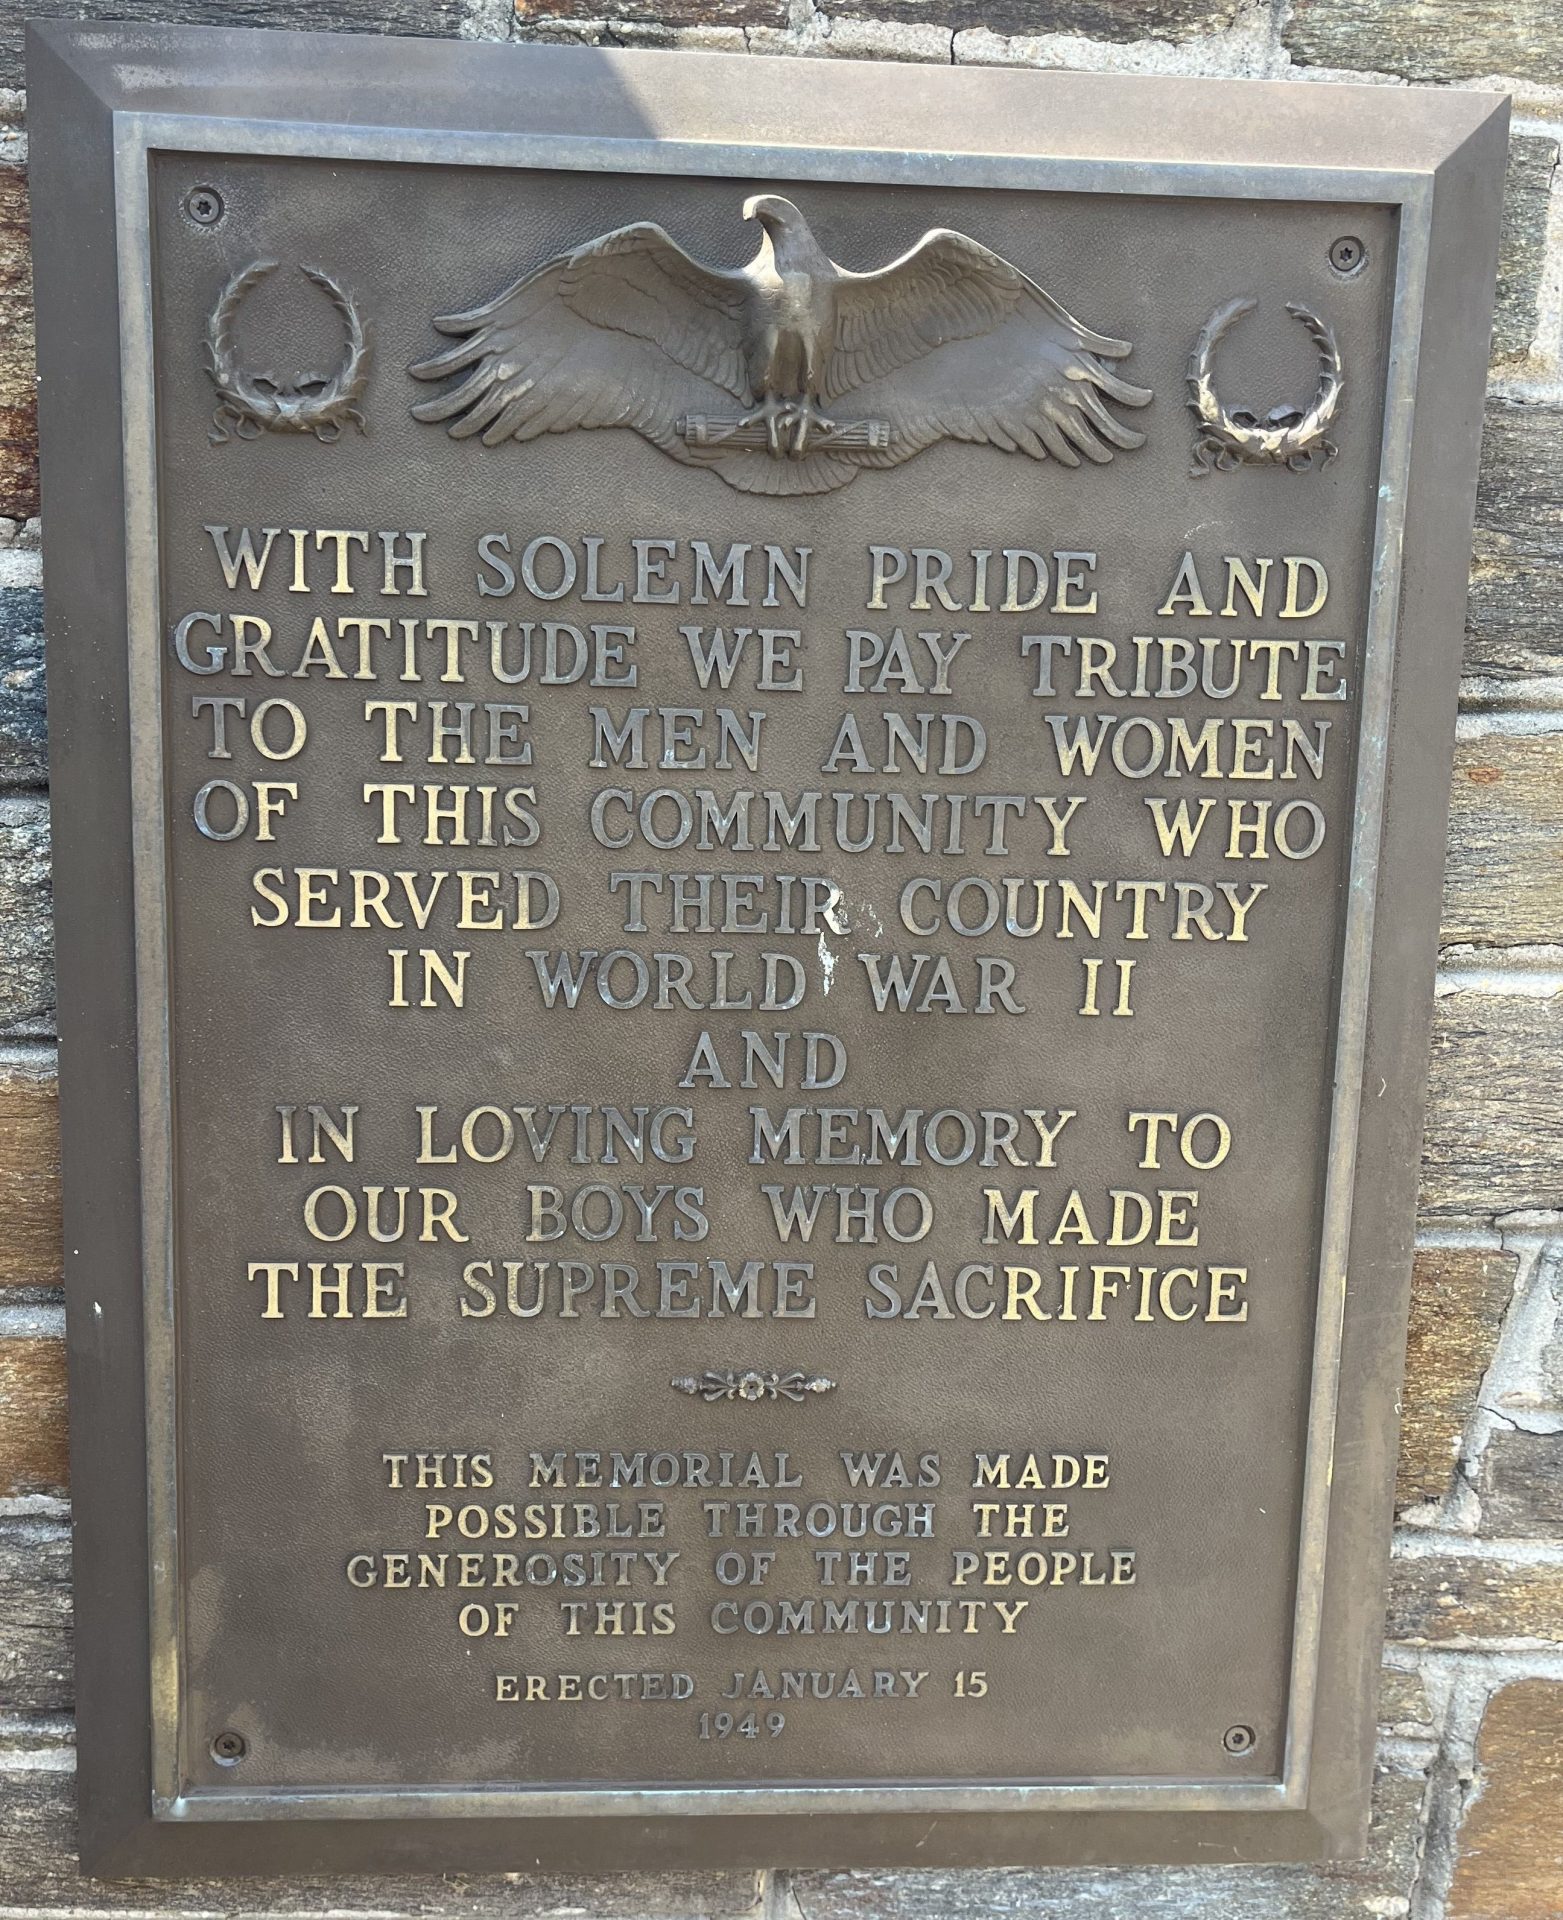 WITH SOLEMN PRIDE AND
GRATITUDE WE PAY TRIBUTE
TO THE MEN AND WOMEN
OF THIS COMMUNITY WHO
SERVED THEIR COUNTRY
IN WORLD WAR II
AND
IN LOVING MEMORY TO
OUR BOYS WHO MADE
THE SUPREME SACRIFICE
THIS MEMORIAL WAS MADE
POSSIBLE THROUGH THE
GENEROSITY OF THE PEOPLE
OF THIS COMMUNITY
ERECTED JANUARY 15
1949